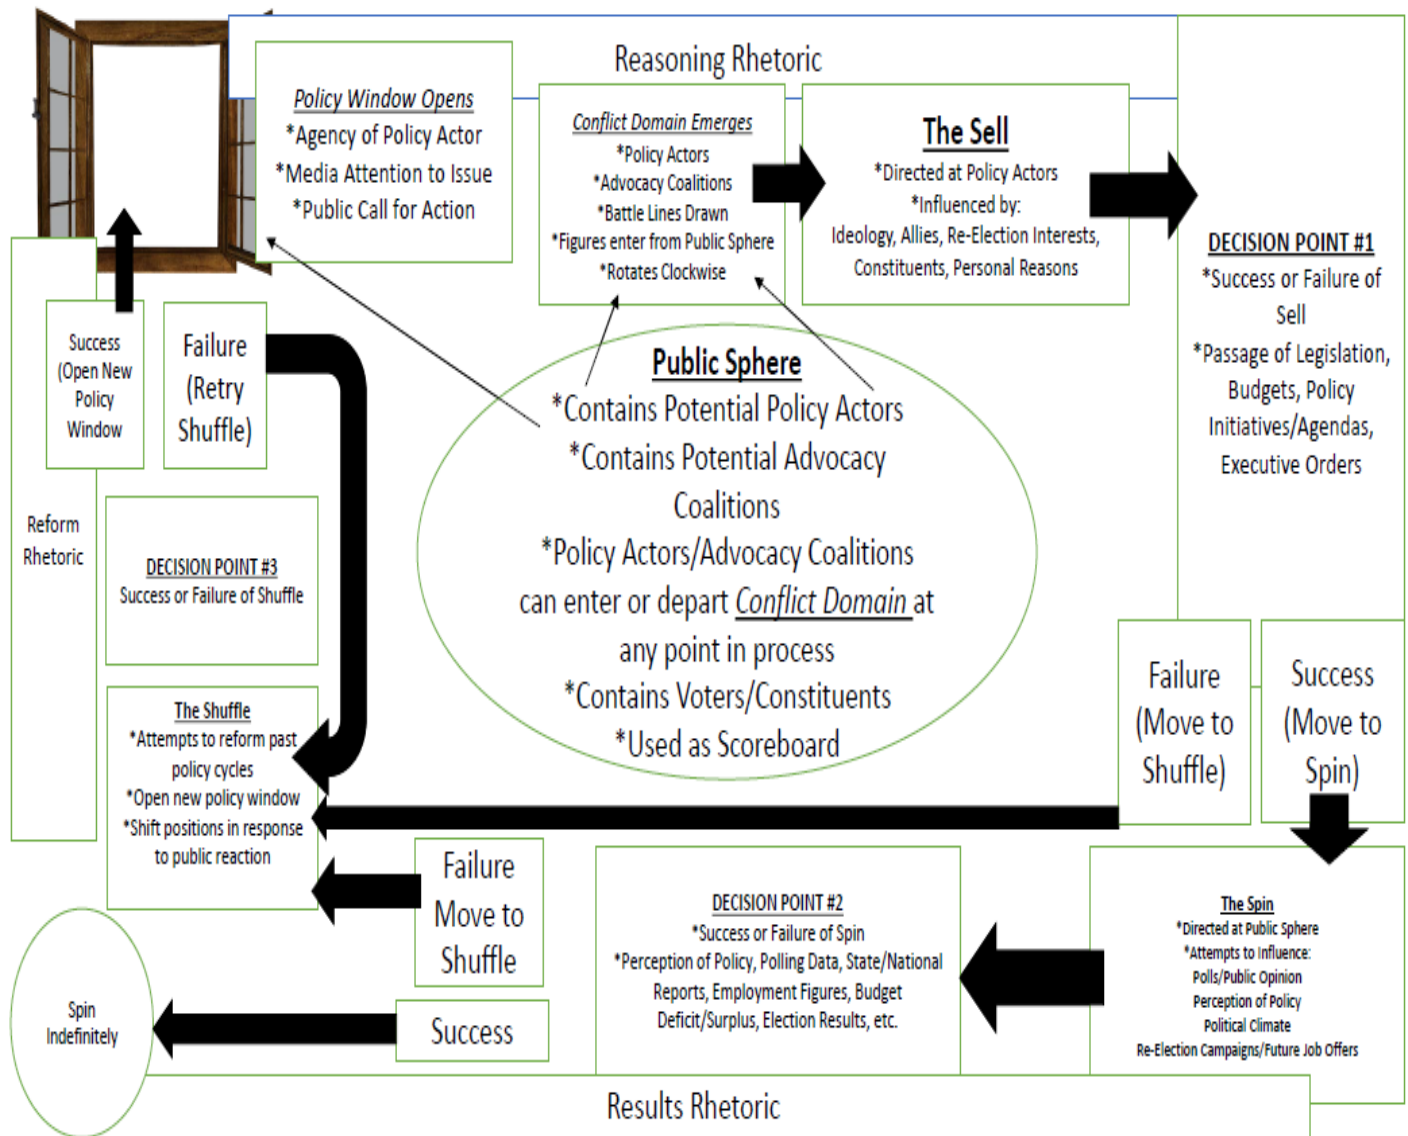 Reasoning Rhetoric
Policy Window Opens
*Agency of Policy Actor
*Media Attention to Issue
*Public Call for Action
Conflict Domain Emerges
*Policy Actors
*Advocacy Coalitions
*Battle Lines Drawn
*Figures enter from Public Sphere
*Rotates Clockwise
The Sell
*Directed at Policy Actors
*Influenced by:
Ideology, Allies, Re-Election Interests,
Constituents, Personal Reasons
DECISION POINT #1
*Success or Failure of
Sell
*Passage of Legislation,
Budgets, Policy
Initiatives/Agendas,
Executive Orders
Success
(Open New
Policy
Window
Failure
(Retry
Shuffle)
Public Sphere
*Contains Potential Policy Actors
*Contains Potential Advocacy
Coalitions
*Policy Actors/Advocacy Coalitions
can enter or depart Conflict Domain at
any point in process
*Contains Voters/Constituents
*Used as Scoreboard
Reform
Rhetoric
DECISION POINT #3
Success or Failure of Shuffle
The Shuffle
*Attempts to reform past
policy cycles
*Open new policy window
*Shift positions in response
to public reaction
Failure
(Move to
Shuffle)
Success
(Move to
Spin)
Failure
Move to
Shuffle
DECISION POINT #2
*Success or Failure of Spin
*Perception of Policy, Polling Data, State/National
Reports, Employment Figures, Budget
Deficit/Surplus, Election Results, etc.
The Spin
*Directed at Public Sphere
*Attempts to Influence:
Polls/Public Opinion
Perception of Policy
Political Climate
Re-Election Campaigns/Future Job Offers
Spin
Indefinitely
Success
Results Rhetoric